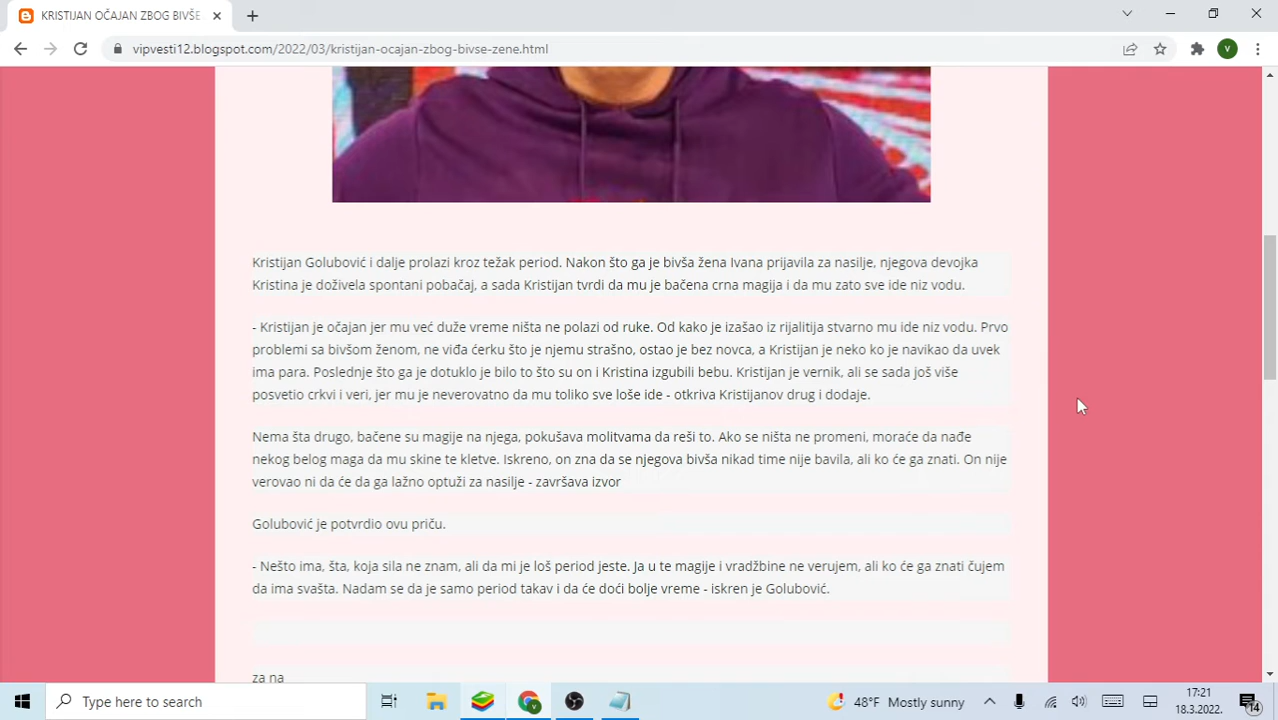 KRISTIJAN OČAJAN ZBOG BIVŠE
vipvesti12.blogspot.com/2022/03/kristijan-ocajan-zbog-bivse-zene.html
V
Kristijan Golubović i dalje prolazi kroz težak period. Nakon što ga je bivša žena Ivana prijavila za nasilje, njegova devojka
Kristina je doživela spontani pobačaj, a sada Kristijan tvrdi da mu je bačena crna magija i da mu zato sve ide niz vodu.
- Kristijan je očajan jer mu već duže vreme ništa ne polazi od ruke. Od kako je izašao iz rijalitija stvarno mu ide niz vodu. Prvo
problemi sa bivšom ženom, ne viđa ćerku što je njemu strašno, ostao je bez novca, a Kristijan je neko ko je navikao da uvek
ima para. Poslednje što ga je dotuklo je bilo to što su on i Kristina izgubili bebu. Kristijan je vernik, ali se sada još više
posvetio crkvi i veri, jer mu je neverovatno da mu toliko sve loše ide - otkriva Kristijanov drug i dodaje.
Nema šta drugo, bačene su magije na njega, pokušava molitvama da reši to. Ako se ništa ne promeni, moraće da nađe
nekog belog maga da mu skine te kletve. Iskreno, on zna da se njegova bivša nikad time nije bavila, ali ko će ga znati. On nije
verovao ni da će da ga lažno optuži za nasilje - završava izvor
Golubović je potvrdio ovu priču.
- Nešto ima, šta, koja sila ne znam, ali da mi je loš period jeste. Ja u te magije i vradžbine ne verujem, ali ko će ga znati čujem
da ima svašta. Nadam se da je samo period takav i da će doći bolje vreme - iskren je Golubović.
za na
Type here to search
48°F Mostly sunny
17:21
18.3.2022.
14